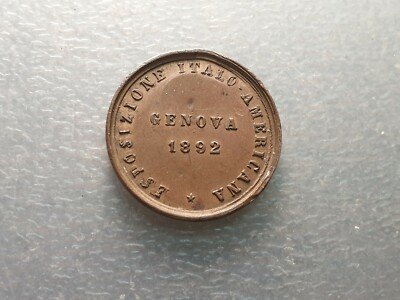 ESPOSIZIONE ITALO-AMERICANA
GENOVA
1892